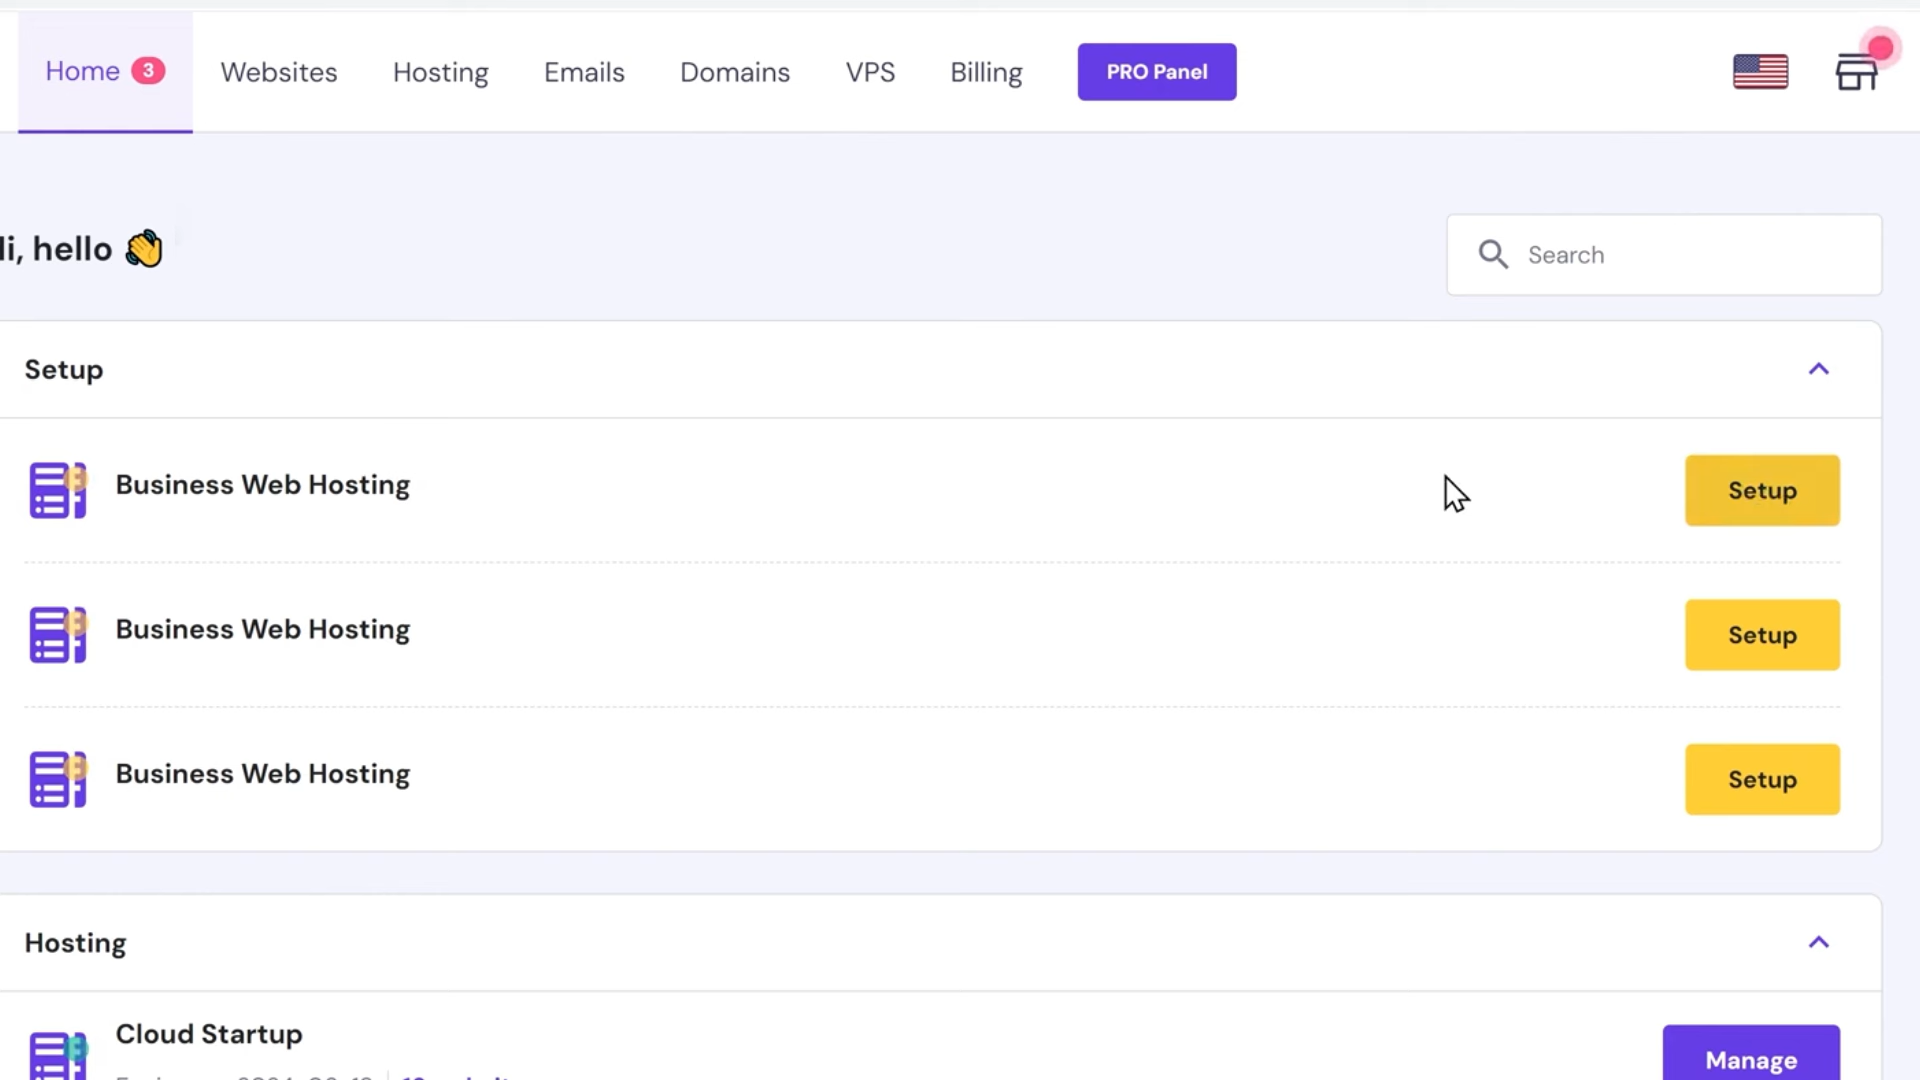 Home 3 Websites Hosting Emails Domains VPS Billing PRO Panel
hello 👋
Search
Setup
Business Web Hosting Setup
Business Web Hosting Setup
Business Web Hosting Setup
Hosting
Cloud Startup
Manage